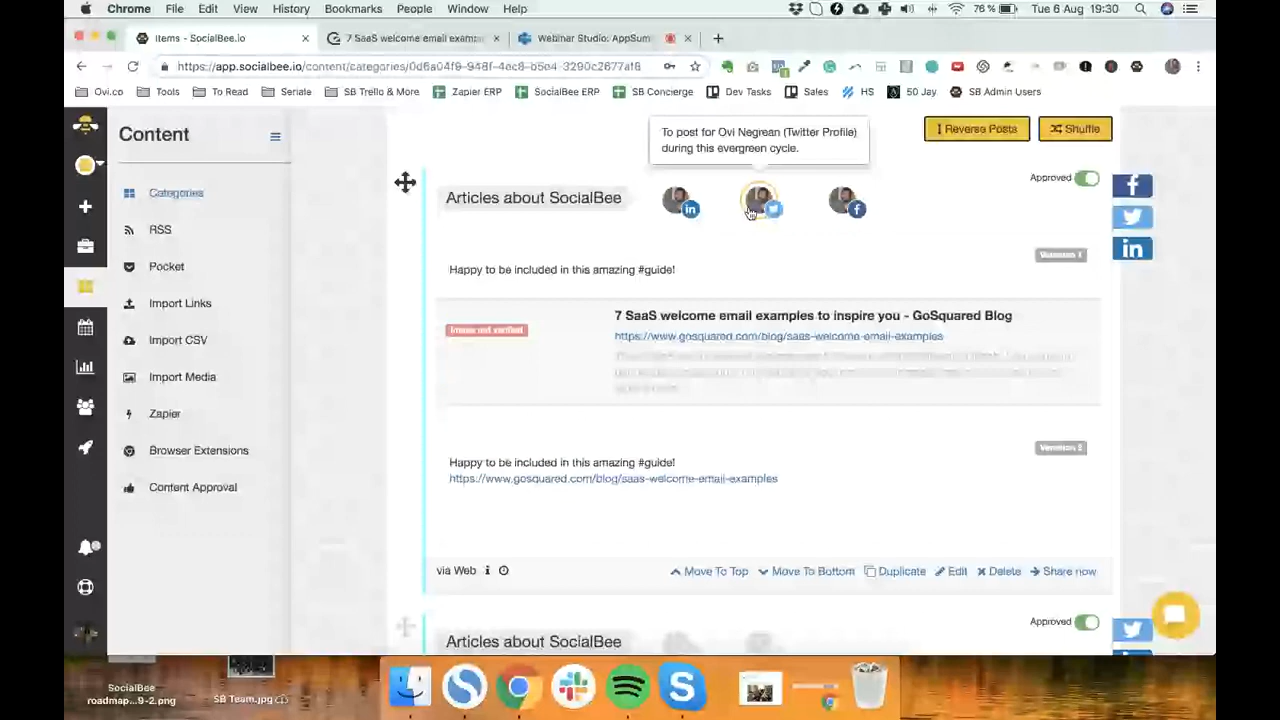 Chrome File Edit View History Bookmarks People Window Help
76 % Tue 6 Aug 19:30
Items - SocialBee.io
7 SaaS welcome email examp
Webinar Studio: AppSum
https://app.socialbee.io/content/categories/
Ovi.co Tools To Read Seriale SB Trello & More Zapier ERP SocialBee ERP SB Concierge Dev Tasks Sales HS 50 Jay SB Admin Users
Content
Categories
RSS
Pocket
Import Links
Import CSV
Import Media
Zapier
Browser Extensions
Content Approval
To post for Ovi Negrean (Twitter Profile)
during this evergreen cycle.
Reverse Posts
Shuffle
Articles about SocialBee
Approved
Happy to be included in this amazing #guide!
7 SaaS welcome email examples to inspire you - GoSquared Blog
Image not verified
https://www.gosquared.com/blog/saas-welcome-email-examples
Happy to be included in this amazing #guide!
https://www.gosquared.com/blog/saas-welcome-email-examples
via Web
Move To Top Move To Bottom Duplicate Edit Delete Share now
Approved
Articles about SocialBee
SocialBee
roadmap...9-2.png
SB Team.jpg